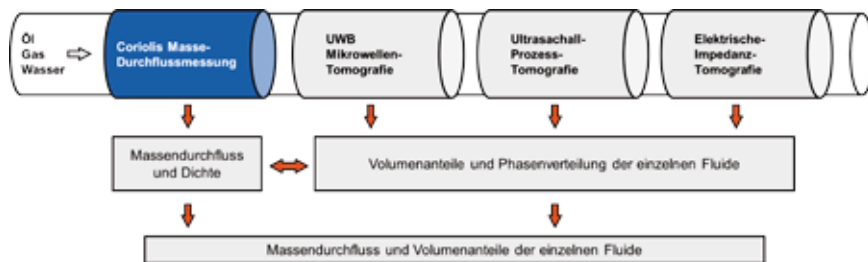 Öl
Gas
Wasser
Coriolis Masse-
Durchflussmessung
UWB
Mikrowellen-
Tomografie
Ultrasachall-
Prozess-
Tomografie
Elektrische-
Impedanz-
Tomografie
Massendurchfluss
und Dichte
Volumenanteile und Phasenverteilung der einzelnen Fluide
Massendurchfluss und Volumenanteile der einzelnen Fluide